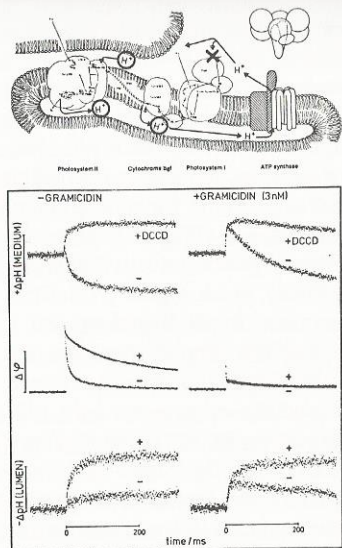 H⁺
H⁺
H⁺
H⁺
H⁺
Photosystem II
Cytochrome b6f
Photosystem I
ATP synthase
-GRAMICIDIN
+GRAMICIDIN (3nM)
+ΔpH (MEDIUM)
+DCCD
-
+DCCD
-
Δφ
+
-
+
-
-ΔpH (LUMEN)
+
-
+
-
0
200
0
200
time/ms